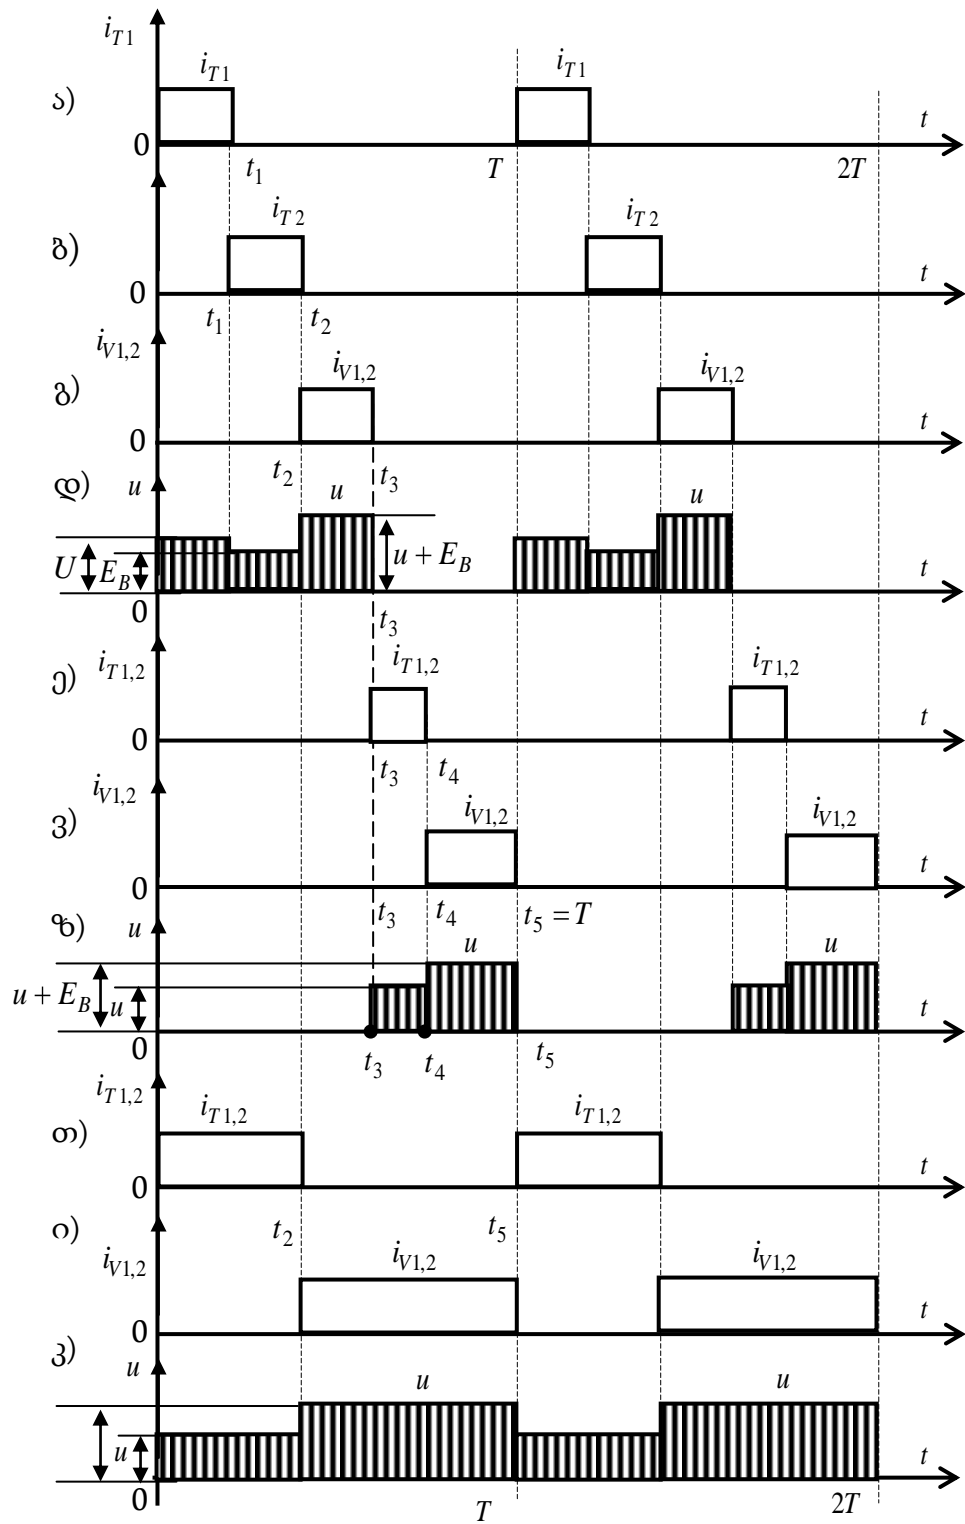 i_{T1}
i_{T1} i_{T1}
ა) t
0
t_1 T 2T
i_{T2} i_{T2}
ბ) t
0
t_1 t_2
i_{V1,2}
i_{V1,2} i_{V1,2}
გ) t
0
t_2 t_3
დ) u u u
U E_B u + E_B t
0
t_3
i_{T1,2} i_{T1,2} i_{T1,2}
ე) t
0
t_3 t_4
i_{V1,2} i_{V1,2} i_{V1,2}
ვ) t
0
t_3 t_4 t_5 = T
ზ) u u u
u + E_B u t
0
t_3 t_4 t_5
i_{T1,2}
i_{T1,2} i_{T1,2}
თ) t
0
t_2 t_5
ი)
i_{V1,2} i_{V1,2} i_{V1,2}
t
0
კ)
u u u
u t
0
T 2T